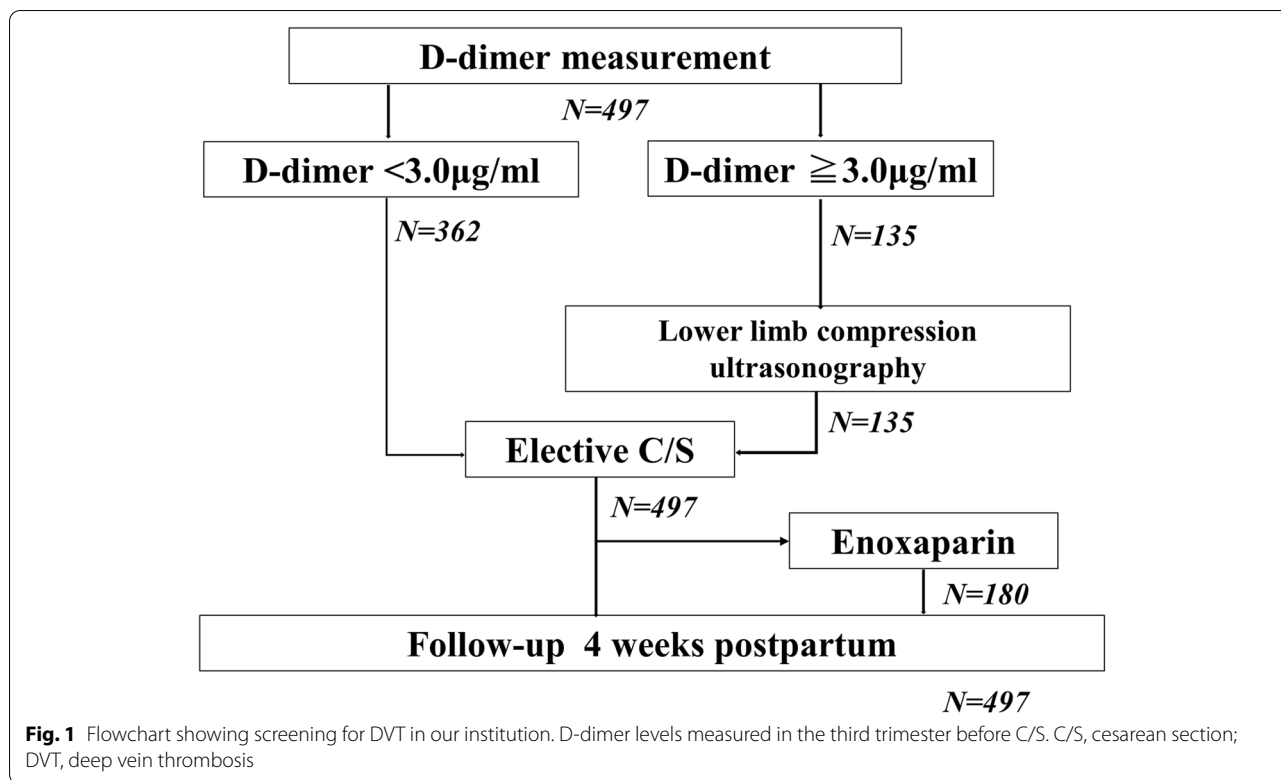 D-dimer measurement
N=497
D-dimer <3.0μg/ml
D-dimer ≧3.0μg/ml
N=362
N=135
Lower limb compression
ultrasonography
N=135
Elective C/S
N=497
Enoxaparin
N=180
Follow-up 4 weeks postpartum
N=497
Fig. 1 Flowchart showing screening for DVT in our institution. D-dimer levels measured in the third trimester before C/S. C/S, cesarean section;
DVT, deep vein thrombosis